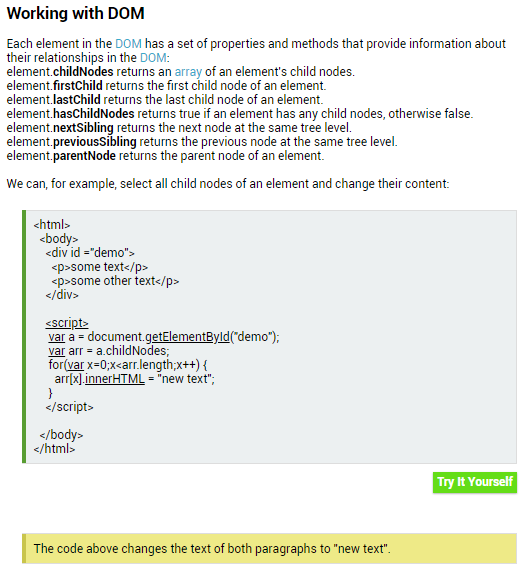 Working with DOM
Each element in the DOM has a set of properties and methods that provide information about
their relationships in the DOM:
element.childNodes returns an array of an element's child nodes.
element.firstChild returns the first child node of an element.
element.lastChild returns the last child node of an element.
element.hasChildNodes returns true if an element has any child nodes, otherwise false.
element.nextSibling returns the next node at the same tree level.
element.previousSibling returns the previous node at the same tree level.
element.parentNode returns the parent node of an element.
We can, for example, select all child nodes of an element and change their content:
<html>
<body>
<div id ="demo">
<p>some text</p>
<p>some other text</p>
</div>
<script>
var a = document.getElementById("demo");
var arr = a.childNodes;
for(var x=0;x<arr.length;x++) {
arr[x].innerHTML = "new text";
}
</script>
</body>
</html>
Try It Yourself
The code above changes the text of both paragraphs to "new text".